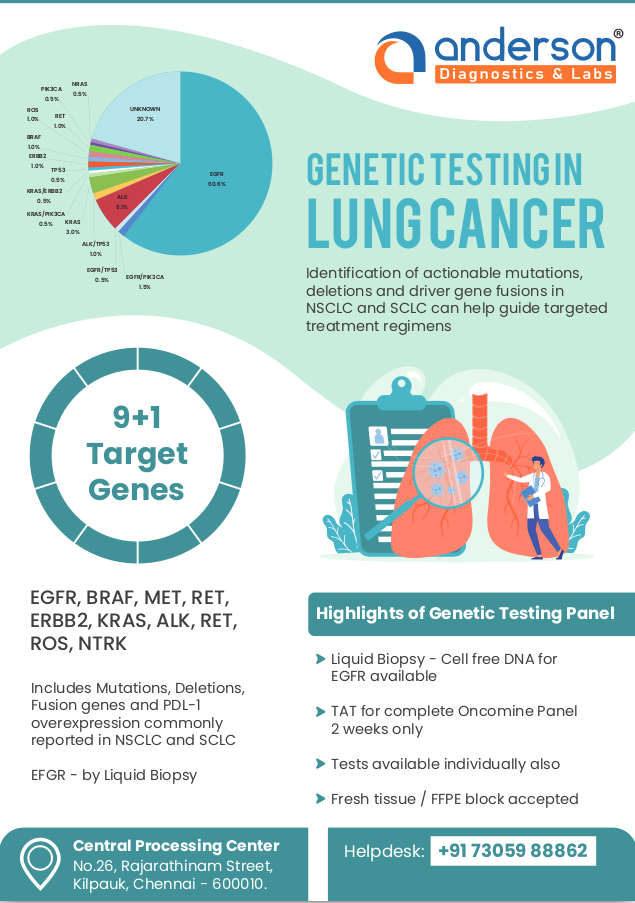 anderson®
Diagnostics & Labs
NRAS
0.5%
PIK3CA
0.5%
ROS
1.0%
RET
1.0%
BRAF
1.0%
ERBB2
1.0%
TP53
0.5%
KRAS/ERBB2
0.5%
KRAS/PIK3CA
0.5%
KRAS
3.0%
ALK/TP53
1.0%
EGFR/TP53
0.5%
EGFR/PIK3CA
1.5%
UNKNOWN
20.7%
EGFR
60.6%
ALK
6.1%
GENETIC TESTING IN
LUNG CANCER
Identification of actionable mutations,
deletions and driver gene fusions in
NSCLC and SCLC can help guide targeted
treatment regimens
9+1
Target
Genes
EGFR, BRAF, MET, RET,
ERBB2, KRAS, ALK, RET,
ROS, NTRK
Includes Mutations, Deletions,
Fusion genes and PDL-1
overexpression commonly
reported in NSCLC and SCLC
EFGR - by Liquid Biopsy
Highlights of Genetic Testing Panel
Liquid Biopsy - Cell free DNA for
EGFR available
TAT for complete Oncomine Panel
2 weeks only
Tests available individually also
Fresh tissue / FFPE block accepted
Central Processing Center
No.26, Rajarathinam Street,
Kilpauk, Chennai - 600010.
Helpdesk: +91 73059 88862